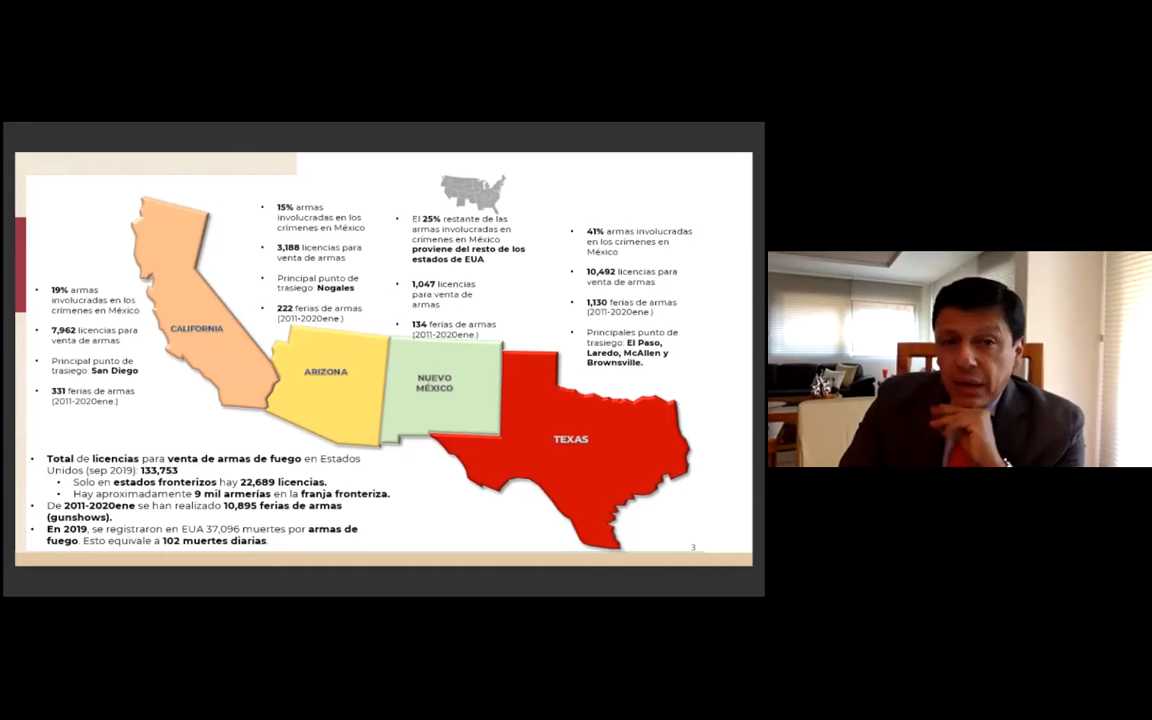 • 19% armas
involucradas en los
crímenes en México
• 7,962 licencias para
venta de armas
• Principal punto de
trasiego: San Diego
• 331 ferias de armas
(2011-2020ene.)
CALIFORNIA
• 15% armas
involucradas en los
crímenes en México
• 3,188 licencias para
venta de armas
• Principal punto de
trasiego: Nogales
• 222 ferias de armas
(2011-2020ene.)
ARIZONA
• El 25% restante de las
armas involucradas en
crímenes en México
proviene del resto de los
estados de EUA
• 1,047 licencias
para venta de
armas
• 134 ferias de armas
(2011-2020ene.)
NUEVO
MÉXICO
• 41% armas involucradas
en los crímenes en
México
• 10,492 licencias para
venta de armas
• 1,130 ferias de armas
(2011-2020ene.)
• Principales punto de
trasiego: El Paso,
Laredo, McAllen y
Brownsville.
TEXAS
• Total de licencias para venta de armas de fuego en Estados
Unidos (sep 2019): 133,753
• Solo en estados fronterizos hay 22,689 licencias.
• Hay aproximadamente 9 mil armerías en la franja fronteriza.
• De 2011-2020ene se han realizado 10,895 ferias de armas
(gunshows).
• En 2019, se registraron en EUA 37,096 muertes por armas de
fuego. Esto equivale a 102 muertes diarias.
3